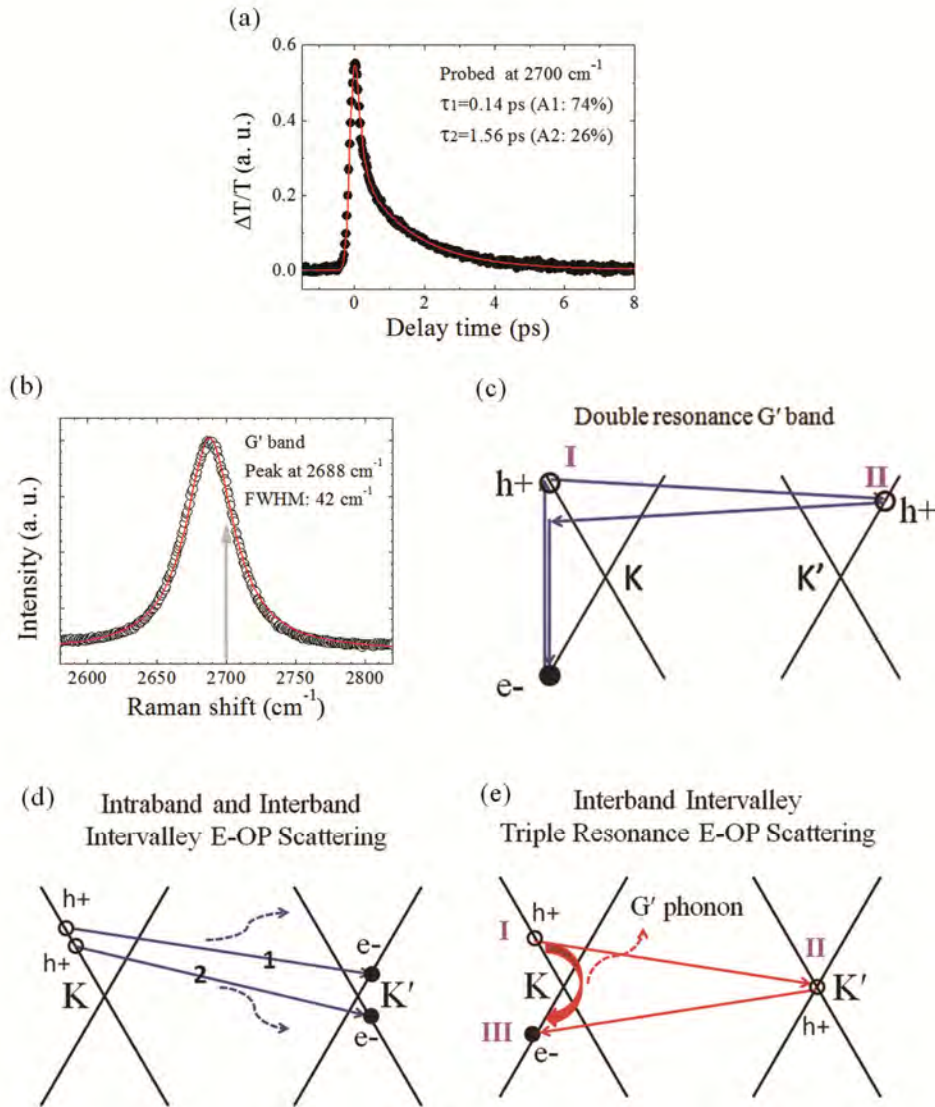 (a)
0.6
0.4
0.2
0.0
ΔT/T (a. u.)
Probed at 2700 cm⁻¹
τ1=0.14 ps (A1: 74%)
τ2=1.56 ps (A2: 26%)
0 2 4 6 8
Delay time (ps)
(b)
Intensity (a. u.)
G' band
Peak at 2688 cm⁻¹
FWHM: 42 cm⁻¹
2600 2650 2700 2750 2800
Raman shift (cm⁻¹)
(c)
Double resonance G' band
I
II
h+
h+
K
K'
e-
(d)
Intraband and Interband
Intervalley E-OP Scattering
h+
h+
1
2
e-
K
K'
e-
(e)
Interband Intervalley
Triple Resonance E-OP Scattering
G' phonon
h+
I
II
K
K'
h+
III
e-